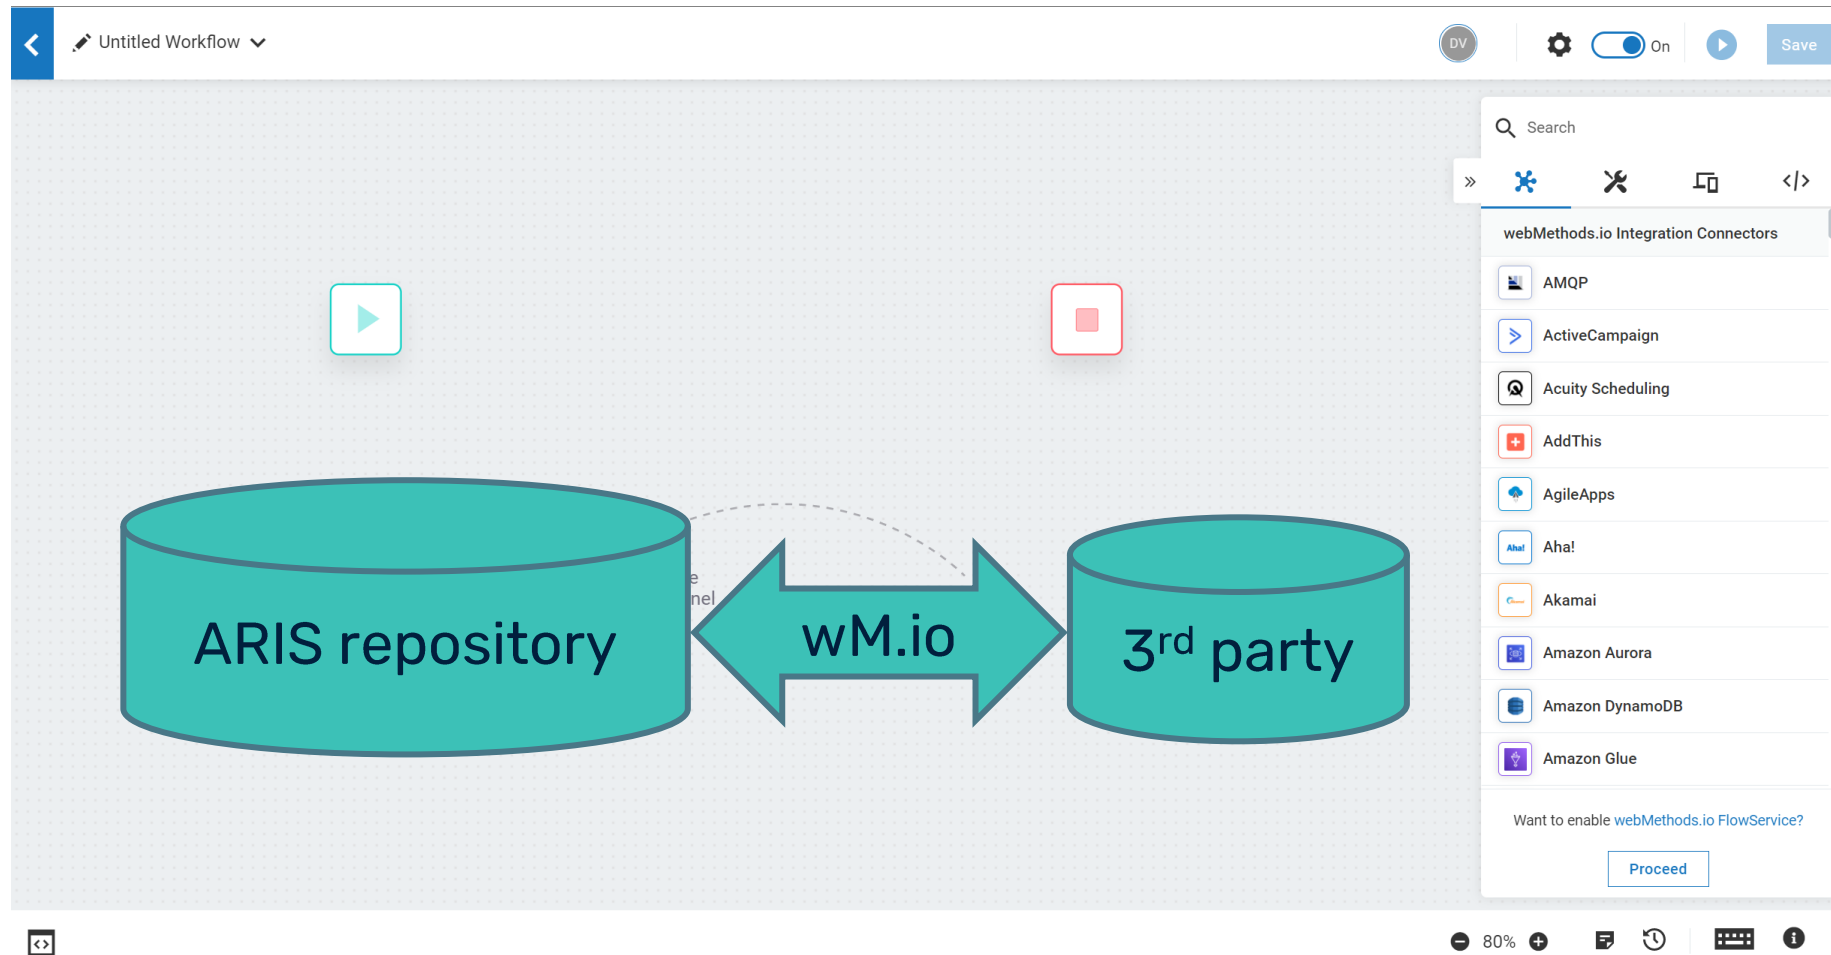 Untitled Workflow
DV
On
Save
Search
webMethods.io Integration Connectors
AMQP
ActiveCampaign
Acuity Scheduling
AddThis
AgileApps
Aha!
Aha!
Akamai
Amazon Aurora
Amazon DynamoDB
Amazon Glue
Want to enable webMethods.io FlowService?
Proceed
e
nel
ARIS repository
wM.io
3rd party
80%